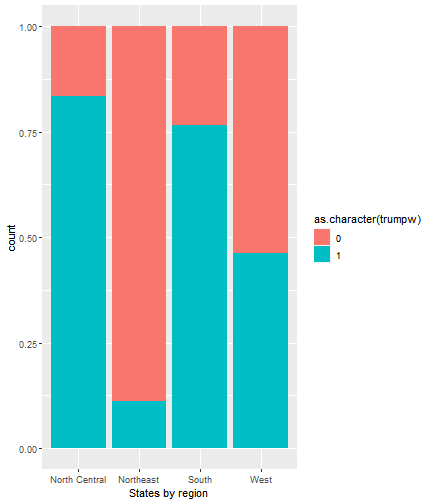 1.00
0.75
0.50
0.25
0.00
count
North Central Northeast South West
States by region
as.character(trumpw)
0
1